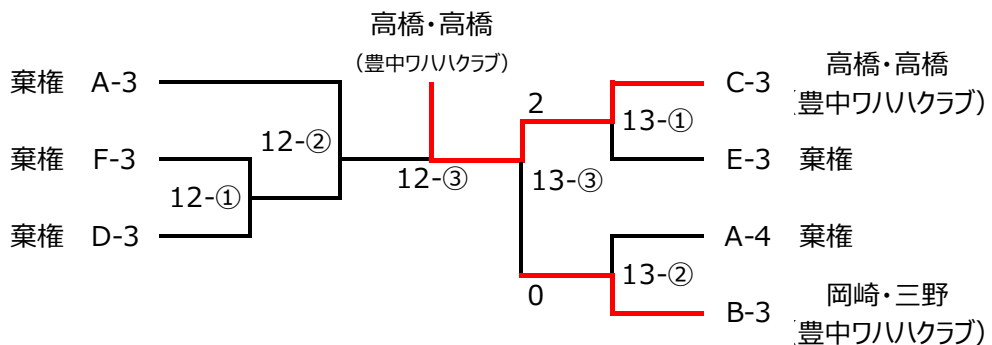 高橋・高橋
（豊中ワハハクラブ）
棄権 A-3
棄権 F-3
棄権 D-3
12-①
12-②
12-③
2
13-①
13-③
0
13-②
C-3 高橋・高橋
（豊中ワハハクラブ）
E-3 棄権
A-4 棄権
B-3 岡崎・三野
（豊中ワハハクラブ）